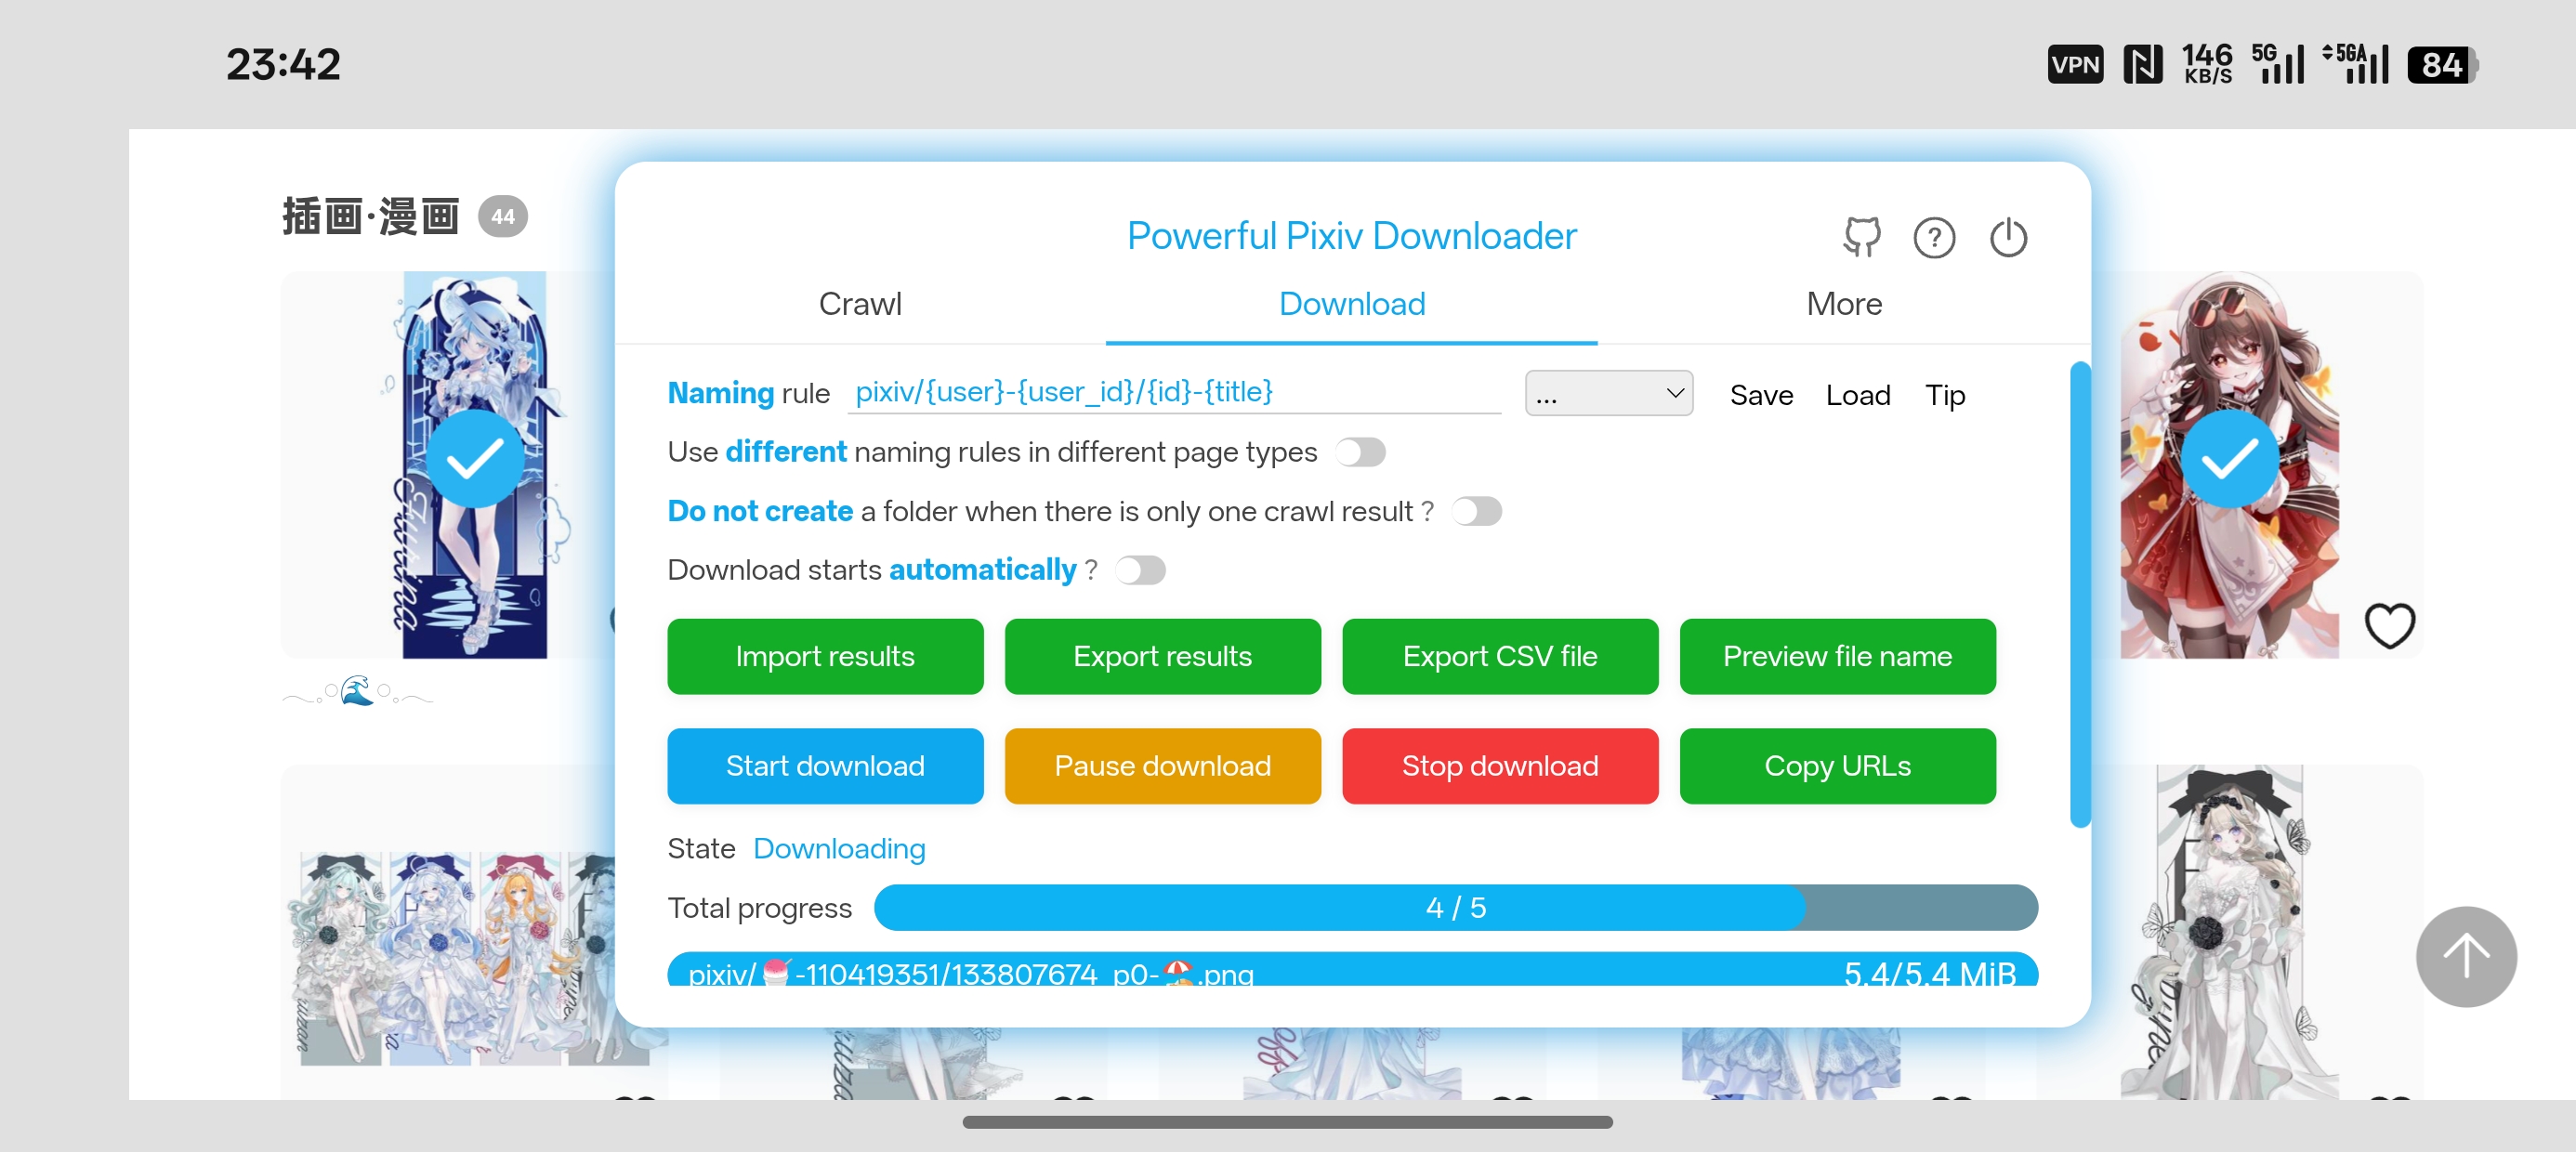 23:42
VPN
146
KB/S
5G
5GA
84
插画·漫画 44
Powerful Pixiv Downloader
?
Crawl
Download
More
Naming rule pixiv/{user}-{user_id}/{id}-{title} ... Save Load Tip
Use different naming rules in different page types
Do not create a folder when there is only one crawl result ?
Download starts automatically ?
Import results
Export results
Export CSV file
Preview file name
Start download
Pause download
Stop download
Copy URLs
State Downloading
Total progress 4 / 5
pixiv/🍧-110419351/133807674_p0-⛱️.png 5.4/5.4 MiB
Furina